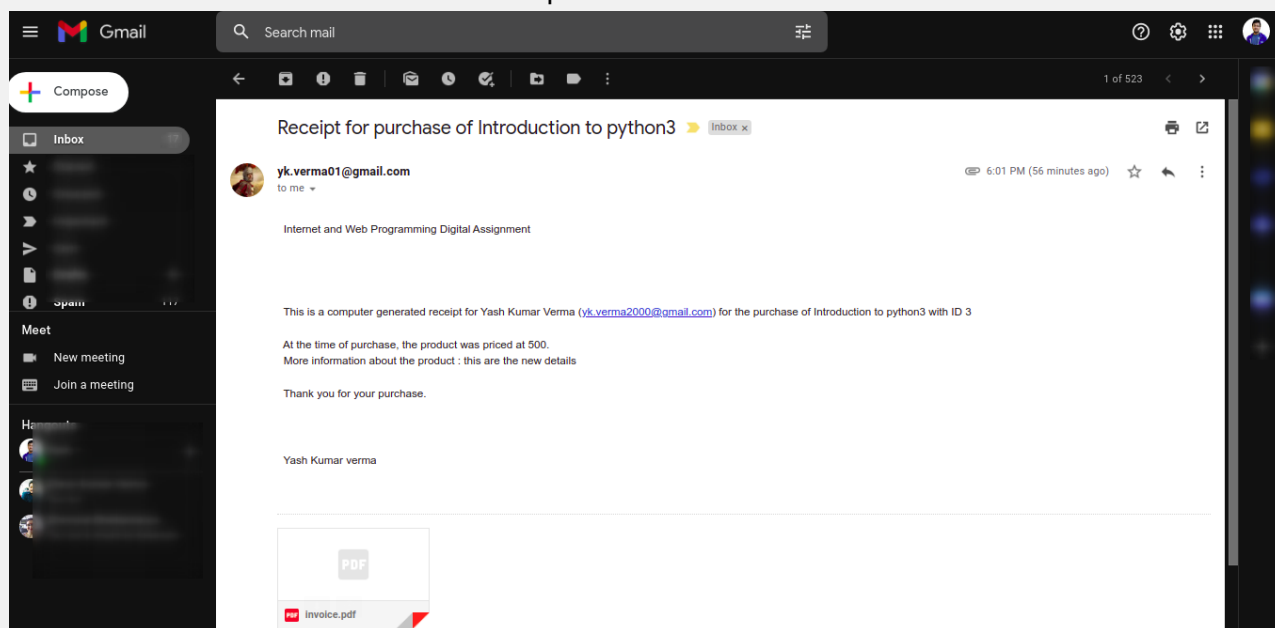 Gmail
Search mail
Compose
1 of 523
Inbox
Spam
Meet
New meeting
Join a meeting
Receipt for purchase of Introduction to python3 Inbox x
yk.verma01@gmail.com
6:01 PM (56 minutes ago)
to me
Internet and Web Programming Digital Assignment
This is a computer generated receipt for Yash Kumar Verma (yk.verma2000@gmail.com) for the purchase of Introduction to python3 with ID 3
At the time of purchase, the product was priced at 500.
More information about the product : this are the new details
Thank you for your purchase.
Yash Kumar verma
PDF
PDF invoice.pdf